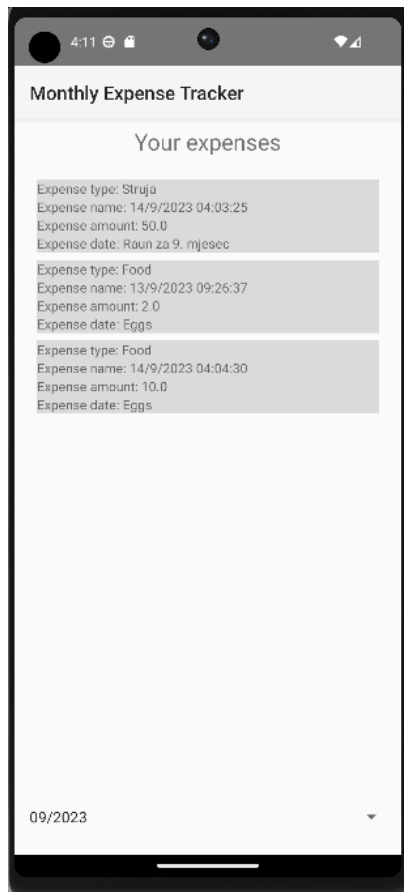 4:11
Monthly Expense Tracker
Your expenses
Expense type: Struja
Expense name: 14/9/2023 04:03:25
Expense amount: 50.0
Expense date: Raun za 9. mjesec
Expense type: Food
Expense name: 13/9/2023 09:26:37
Expense amount: 2.0
Expense date: Eggs
Expense type: Food
Expense name: 14/9/2023 04:04:30
Expense amount: 10.0
Expense date: Eggs
09/2023